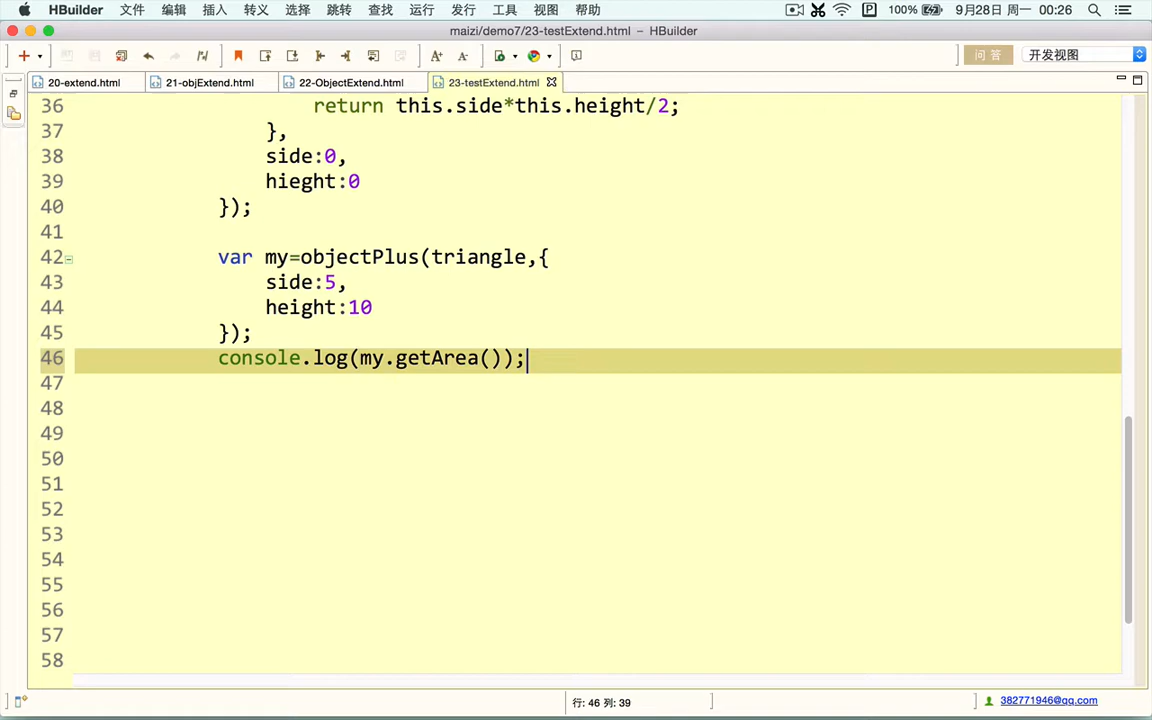 HBuilder 文件 编辑 插入 转义 选择 跳转 查找 运行 发行 工具 视图 帮助 P 100% 9月28日 周一 00:26
maizi/demo7/23-testExtend.html – HBuilder
A+ A- 问 答 开发视图
20-extend.html 21-objExtend.html 22-ObjectExtend.html 23-testExtend.html
36 return this.side*this.height/2;
37 },
38 side:0,
39 hieght:0
40 });
41
42 var my=objectPlus(triangle,{
43 side:5,
44 height:10
45 });
46 console.log(my.getArea());
47
48
49
50
51
52
53
54
55
56
57
58
行: 46 列: 39 382771946@qq.com